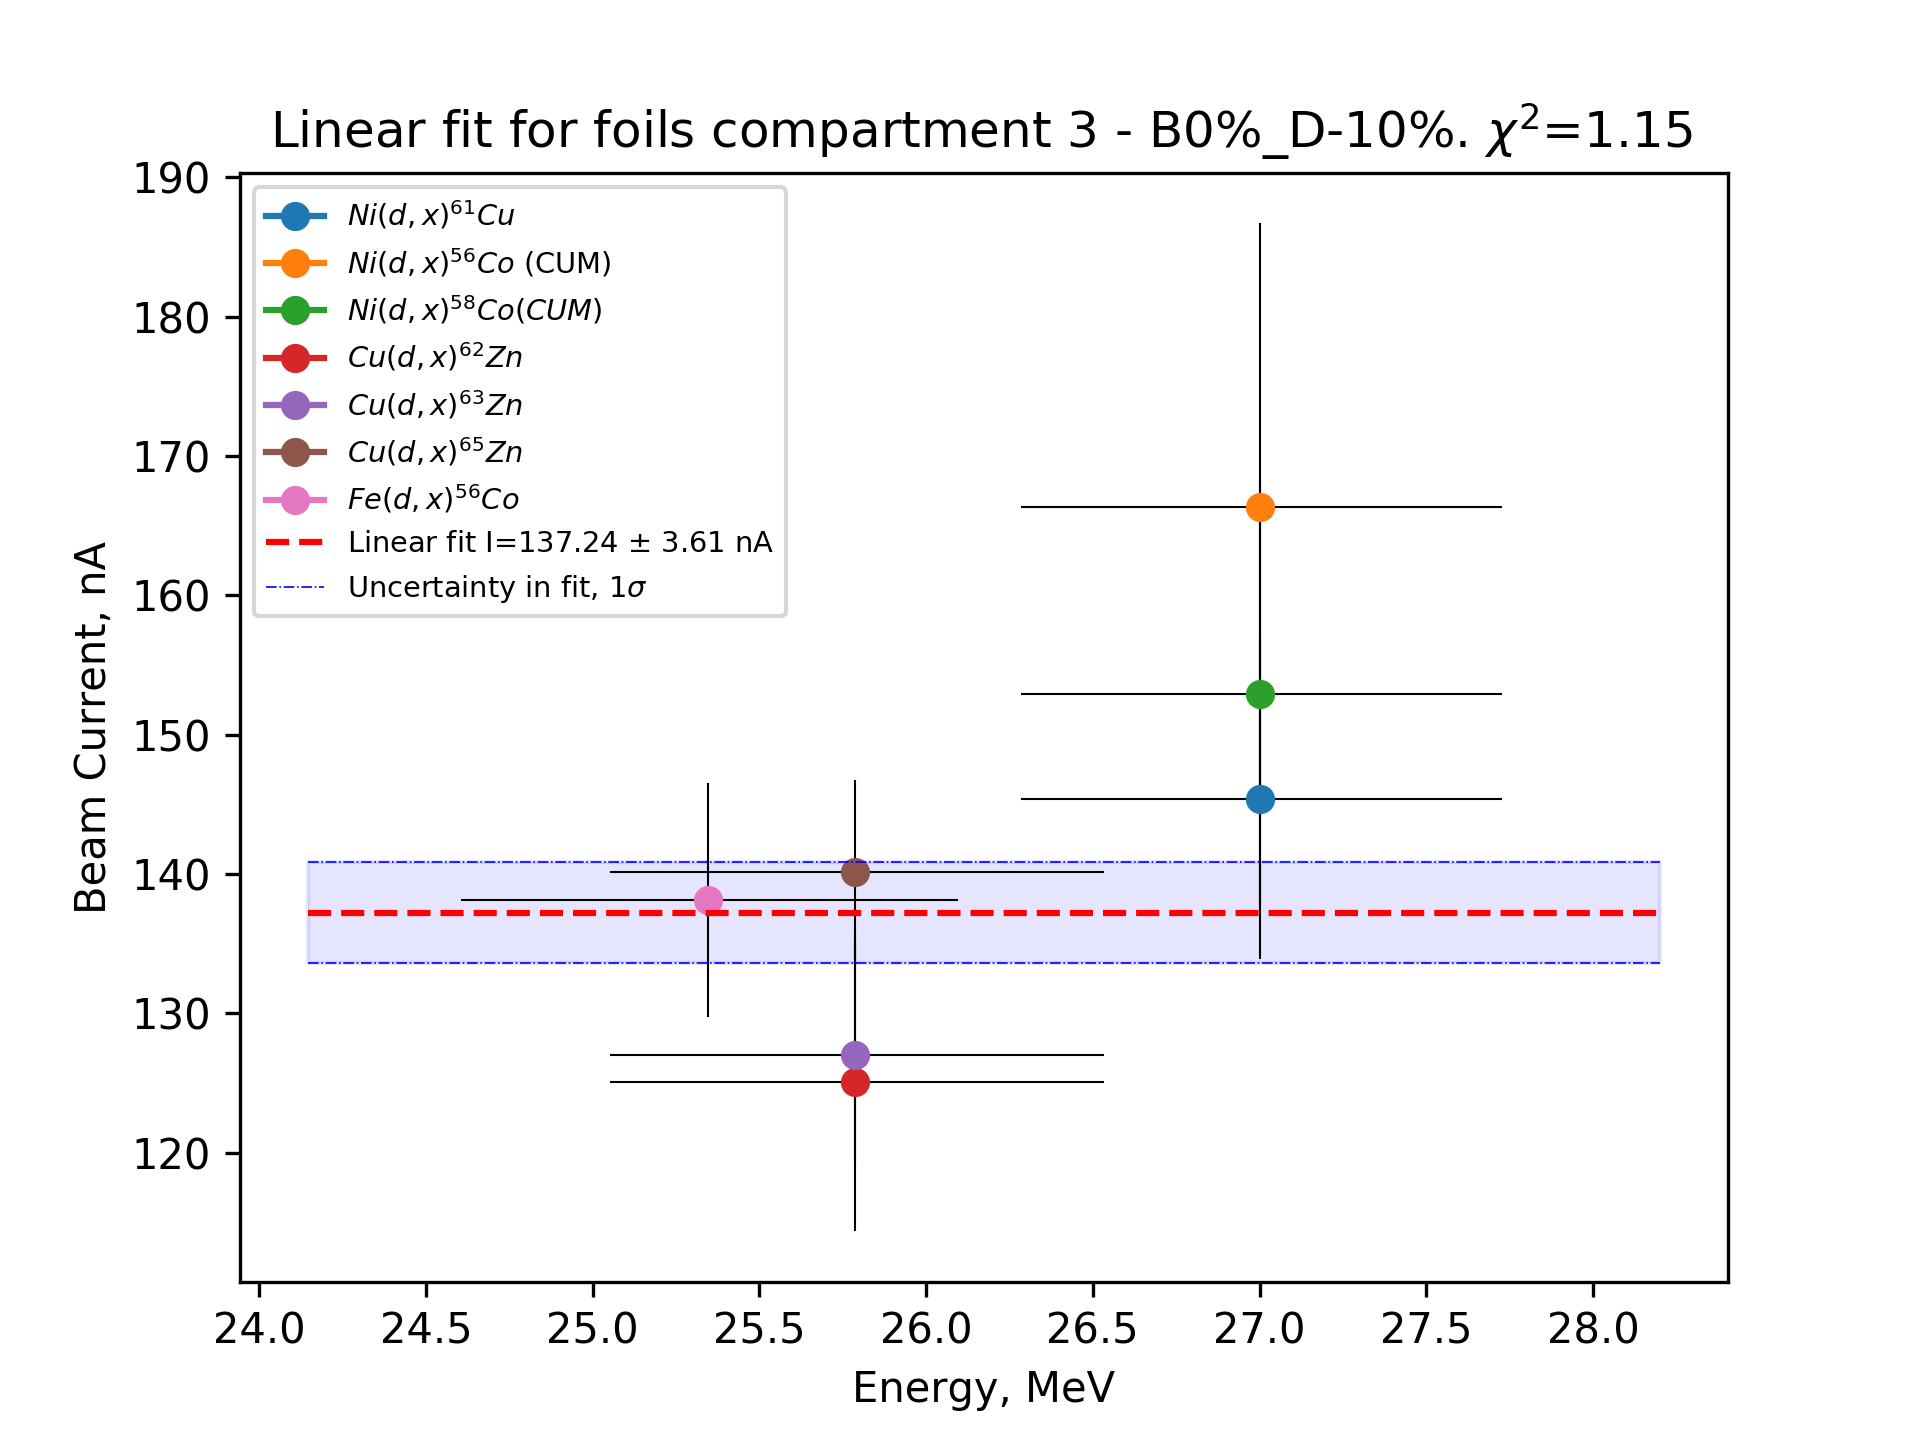 Linear fit for foils compartment 3 - B0%_D-10%. χ²=1.15
190
180
170
160
150
140
130
120
Beam Current, nA
Ni(d, x)⁶¹Cu
Ni(d, x)⁵⁶Co (CUM)
Ni(d, x)⁵⁸Co(CUM)
Cu(d, x)⁶²Zn
Cu(d, x)⁶³Zn
Cu(d, x)⁶⁵Zn
Fe(d, x)⁵⁶Co
Linear fit I=137.24 ± 3.61 nA
Uncertainty in fit, 1σ
24.0 24.5 25.0 25.5 26.0 26.5 27.0 27.5 28.0
Energy, MeV